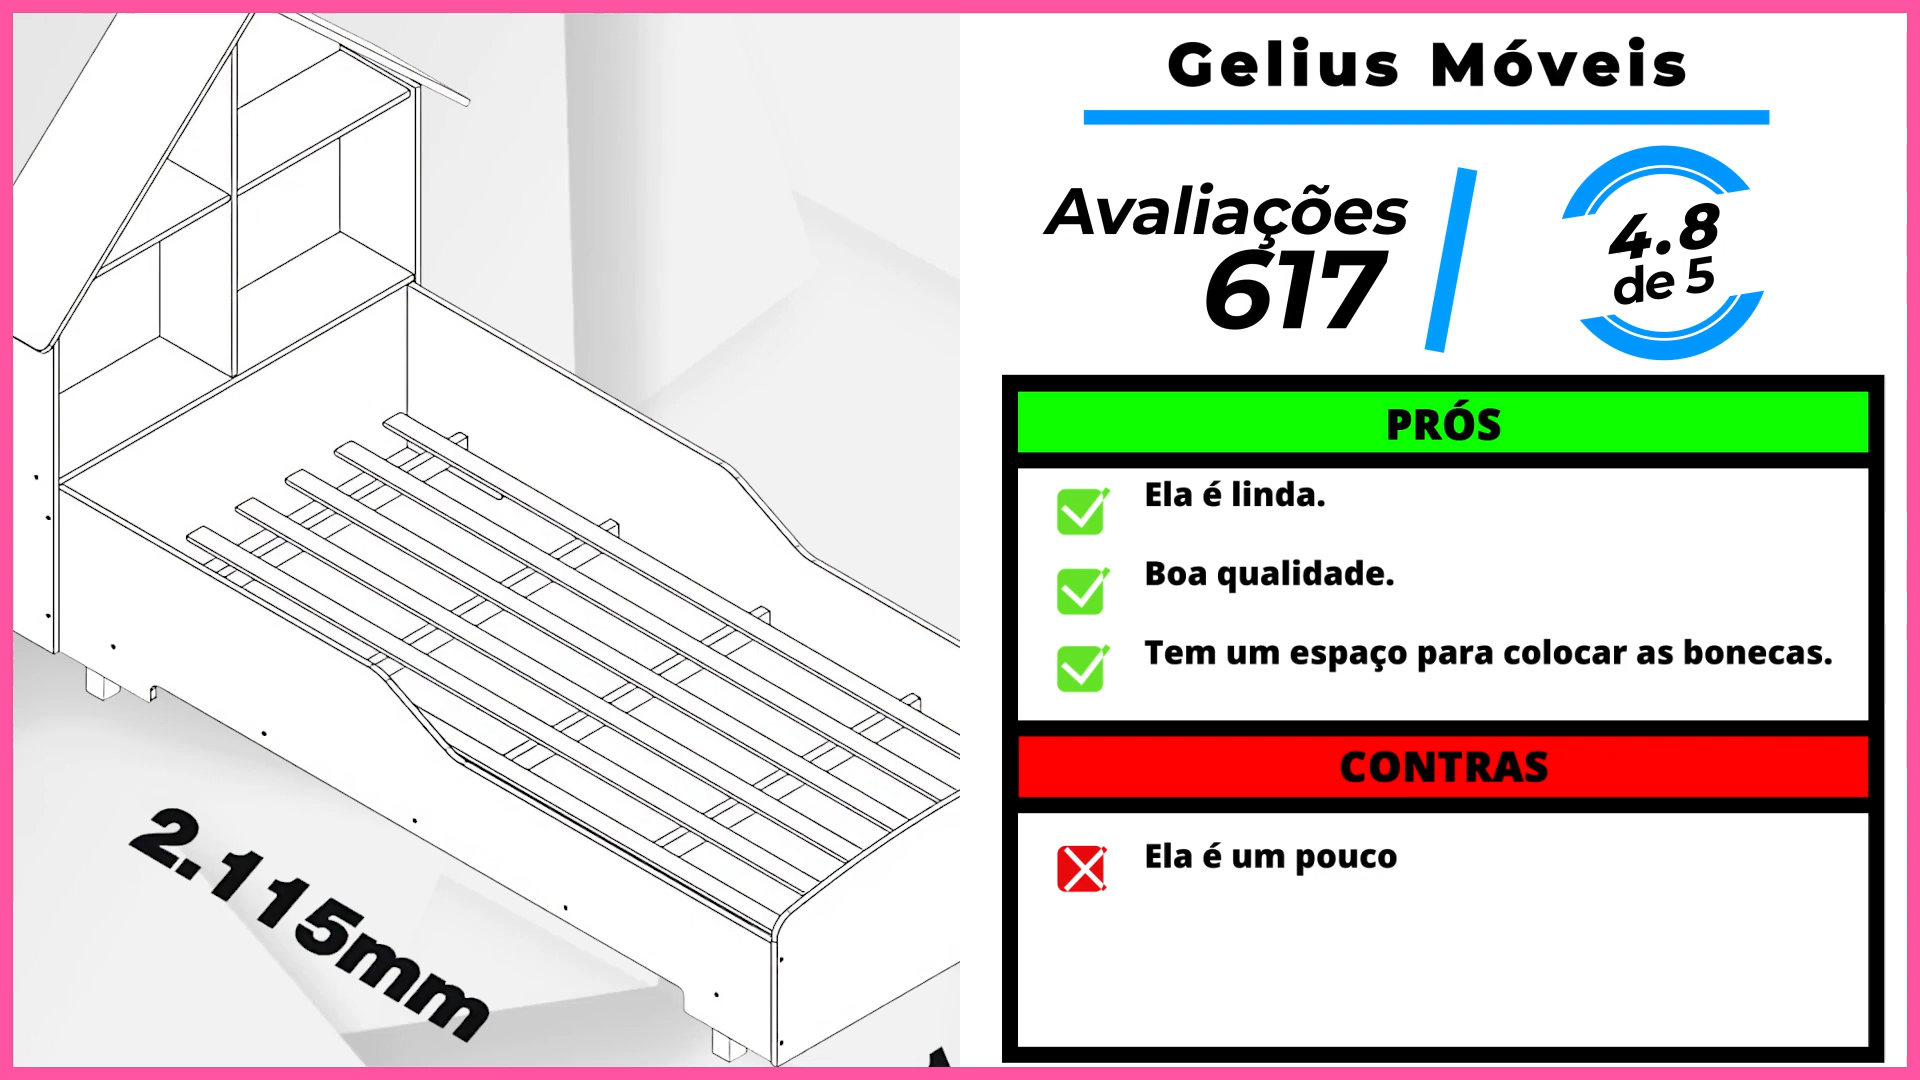 Gelius Móveis
Avaliações
617
4.8
de 5
PRÓS
Ela é linda.
Boa qualidade.
Tem um espaço para colocar as bonecas.
CONTRAS
Ela é um pouco
2.115mm